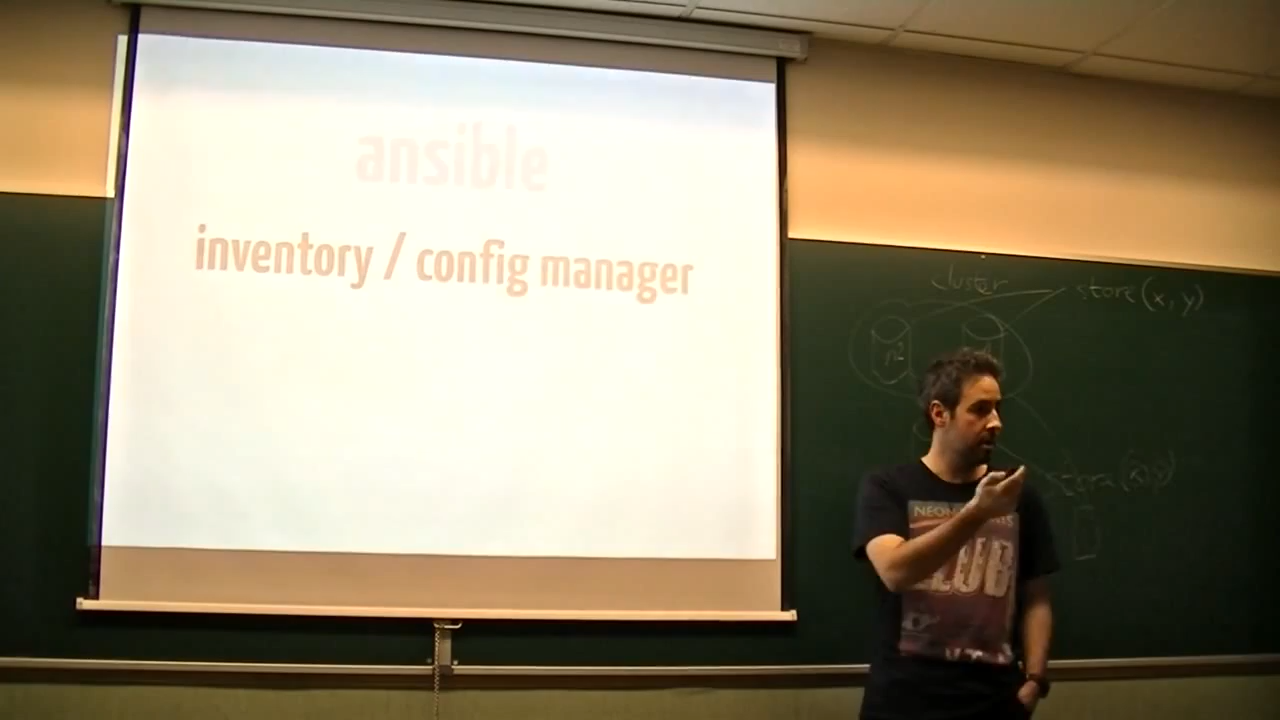 ansible
inventory / config manager
cluster
store(x, y)
n2
NEON
CLUB